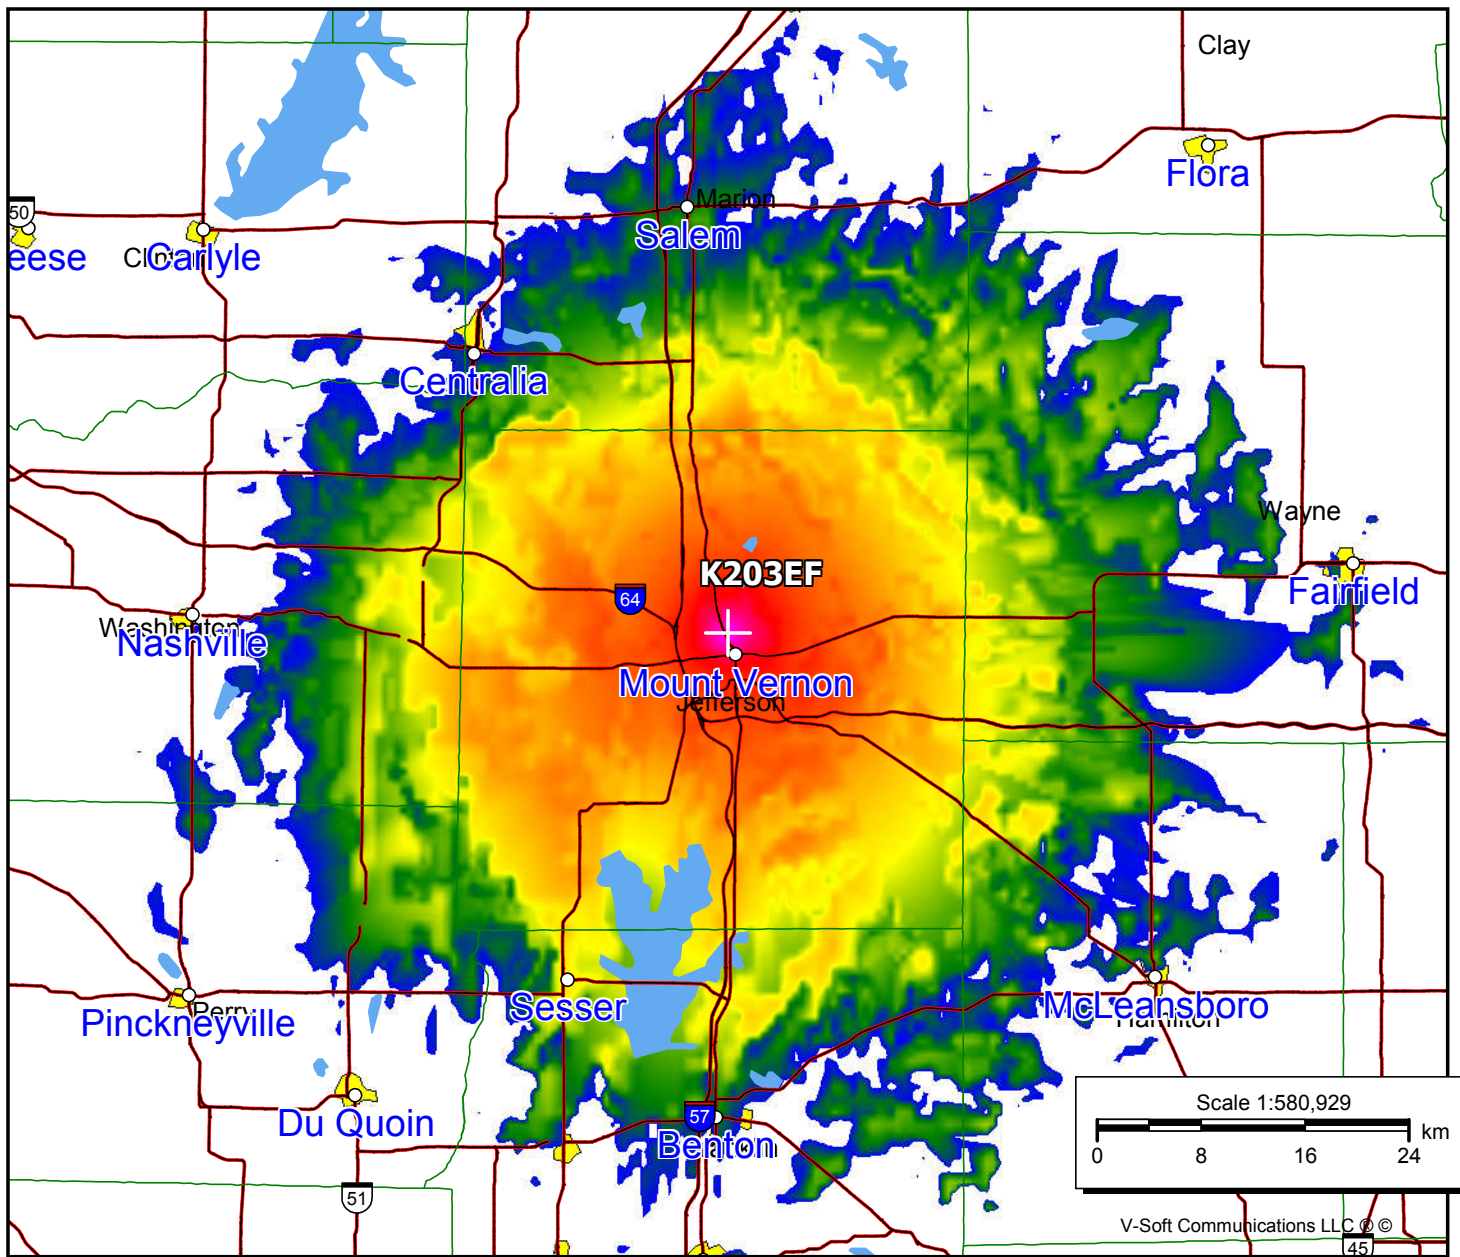 Clay
Flora
50
Marion
Salem
eese
Carlyle
Centralia
Wayne
K203EF
Fairfield
64
Washington
Nashville
Mount Vernon
Jefferson
Sesser
McLeansboro
Hamilton
Perry
Pinckneyville
Scale 1:580,929
km
0 8 16 24
Du Quoin
57
Benton
51
V-Soft Communications LLC ® ©
45